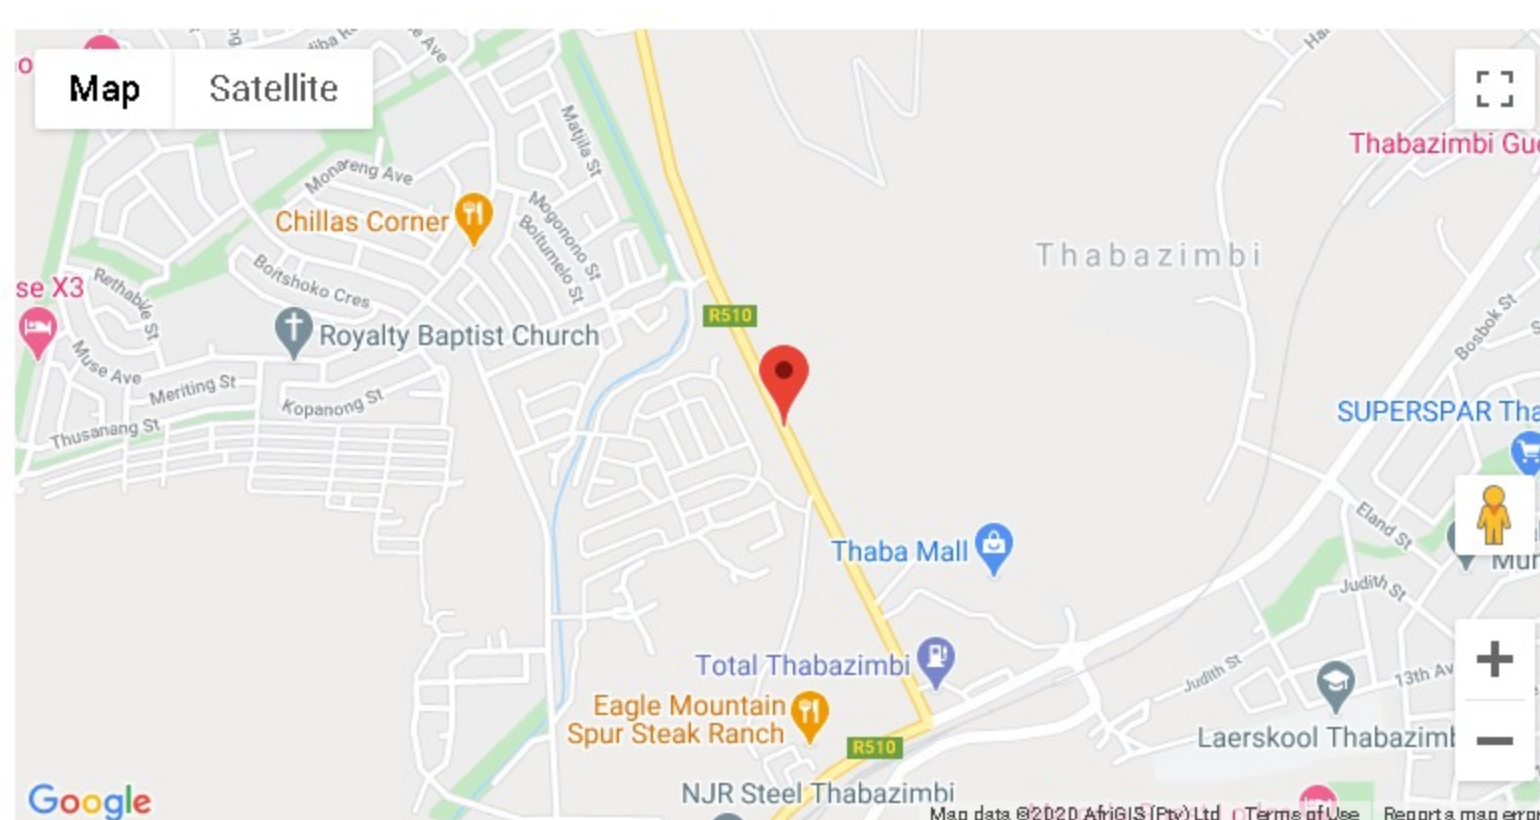 Map
Satellite
Matjila St
Monareng Ave
Chillas Corner
Mogonono St
Boitumelo St
Thabazimbi Gue
Thabazimbi
Boitshoko Cres
Rethabile St
se X3
R510
Royalty Baptist Church
Bosbok St
Muse Ave
Meriting St
Kopanong St
Thusanang St
SUPERSPAR Tha
Eland St
Thaba Mall
Mun
Judith St
Total Thabazimbi
Judith St
13th Av
Eagle Mountain
Spur Steak Ranch
R510
Laerskool Thabazimb
NJR Steel Thabazimbi
Google
Map data ©2020 AfriGIS (Pty) Ltd
Terms of Use
Report a map error